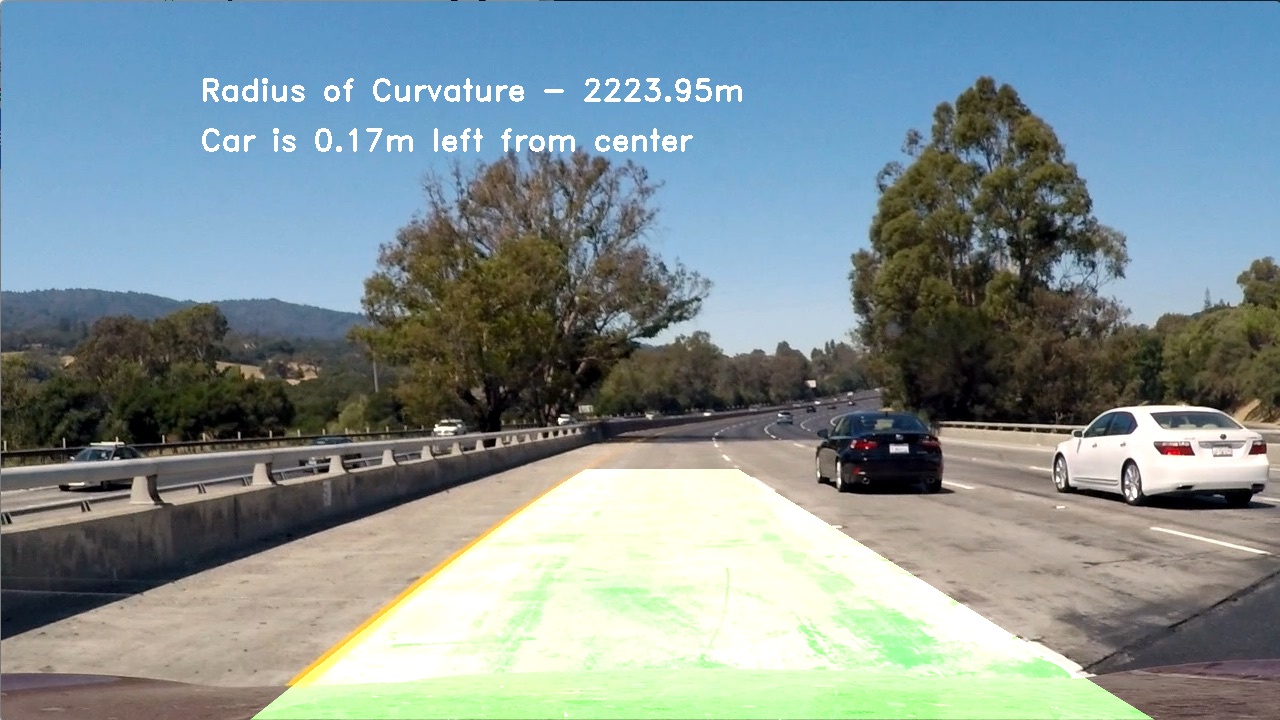 Radius of Curvature - 2223.95m
Car is 0.17m left from center